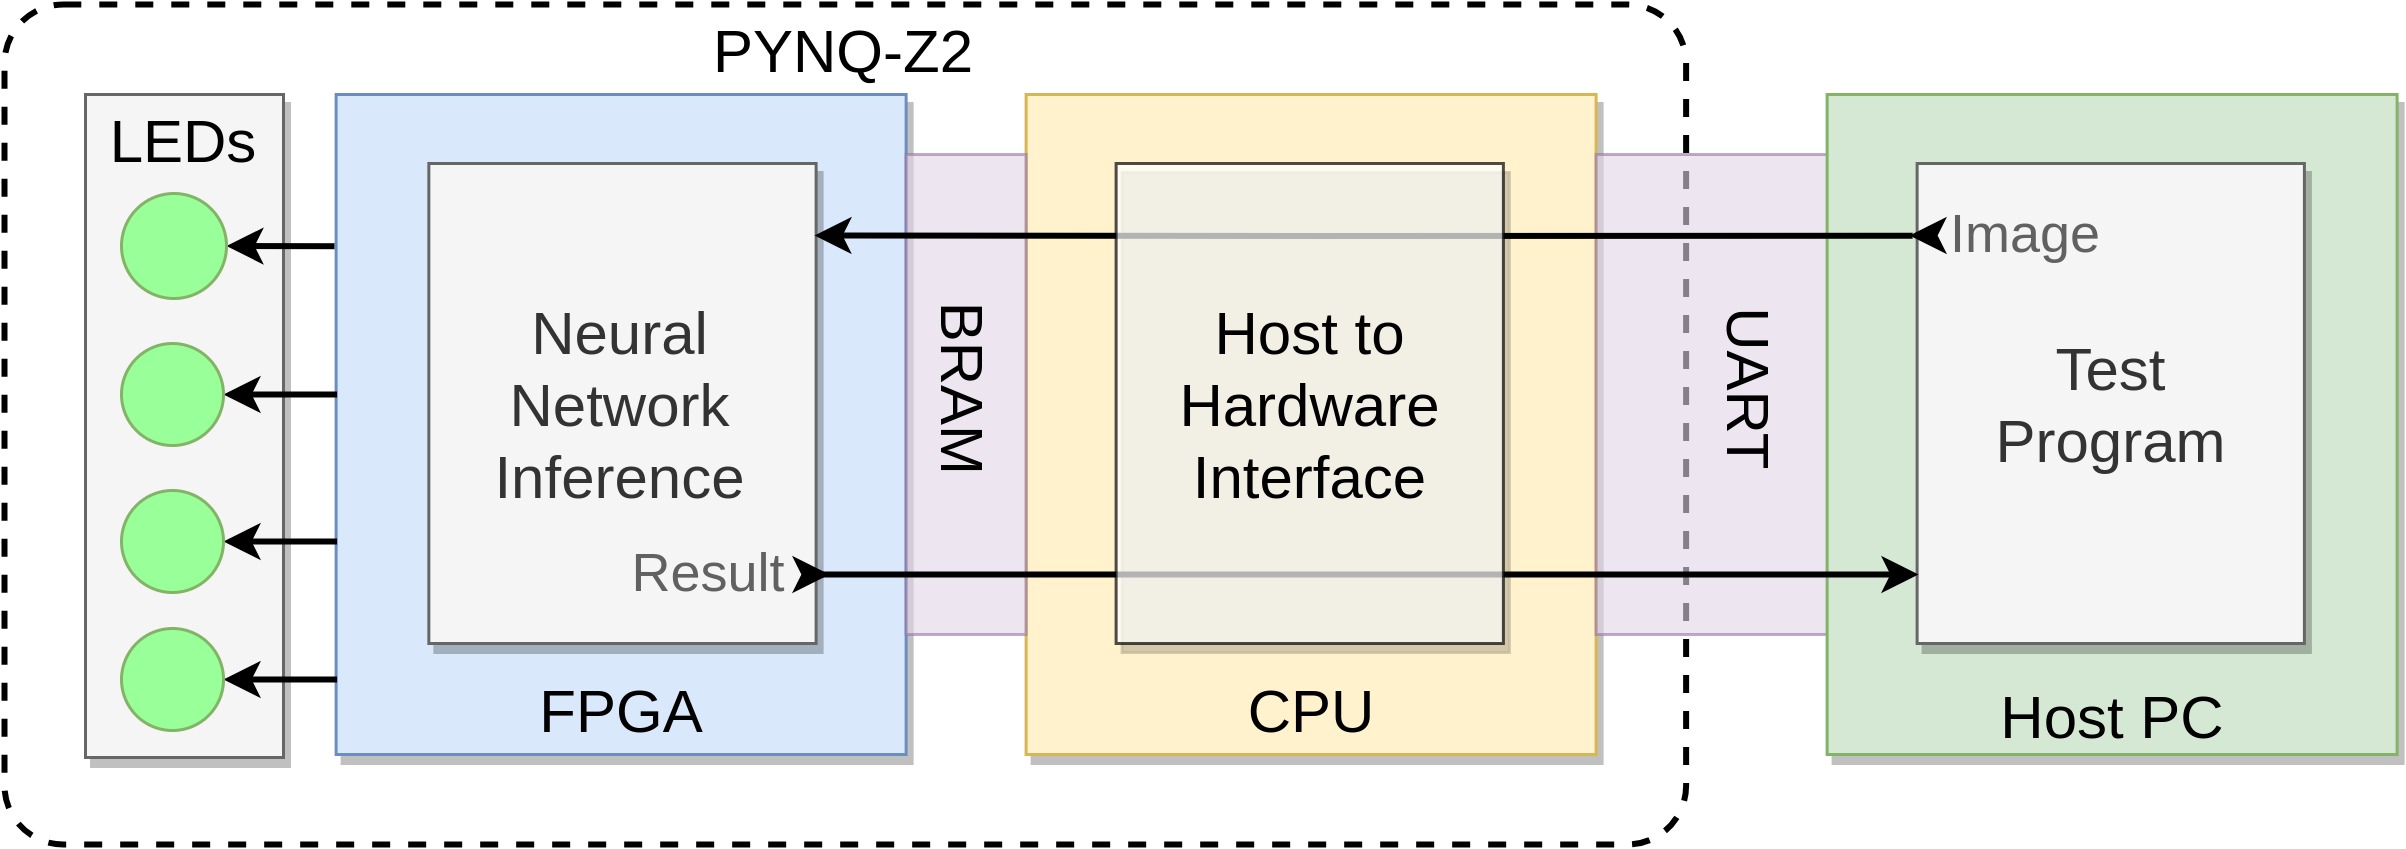 PYNQ-Z2
LEDs
Neural
Network
Inference
Result
FPGA
BRAM
Host to
Hardware
Interface
CPU
UART
Image
Test
Program
Host PC